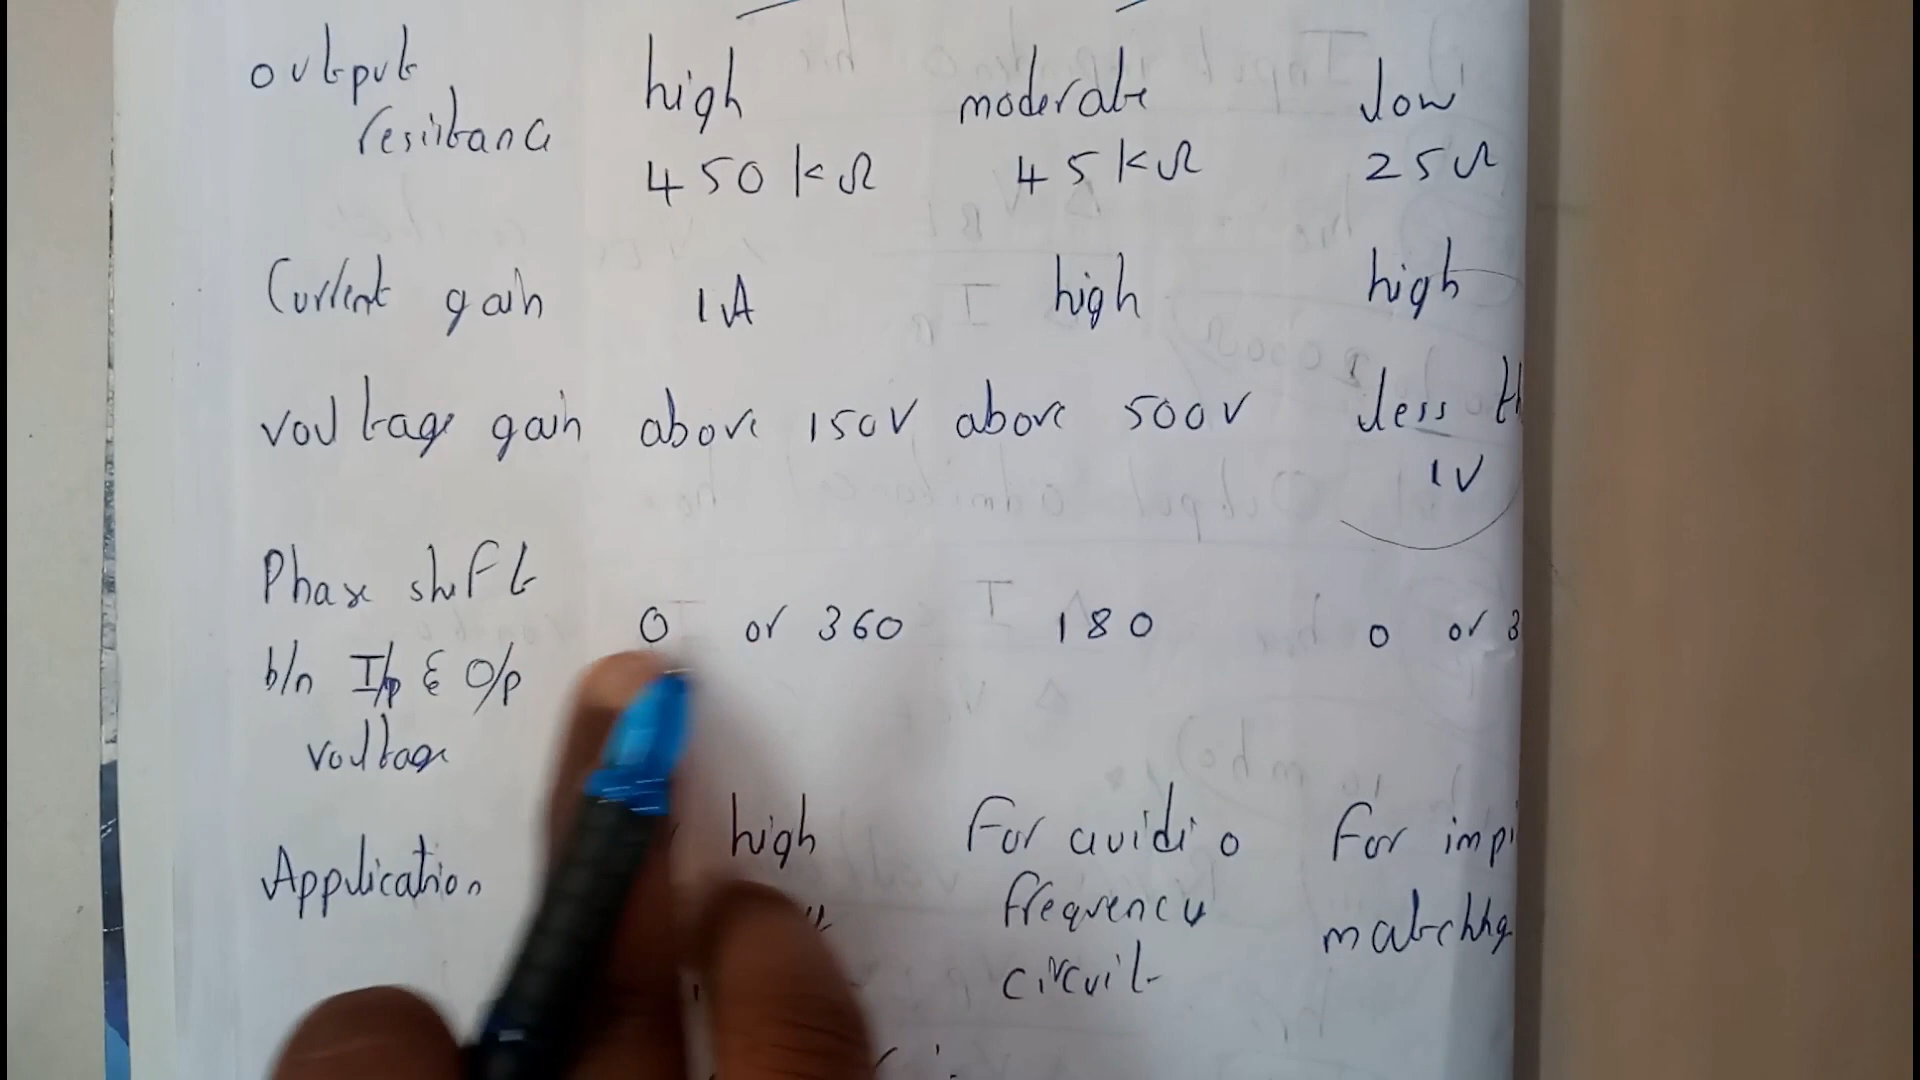 output high moderate low
resistance 450 kΩ 45 kΩ 25Ω
Current gain 1A high high
voltage gain above 150V above 500V less
1V
Phase shift
b/n I/p & O/p 0 or 360 180 0 or
voltage
Application high For auidio For
frequency matching
circuit